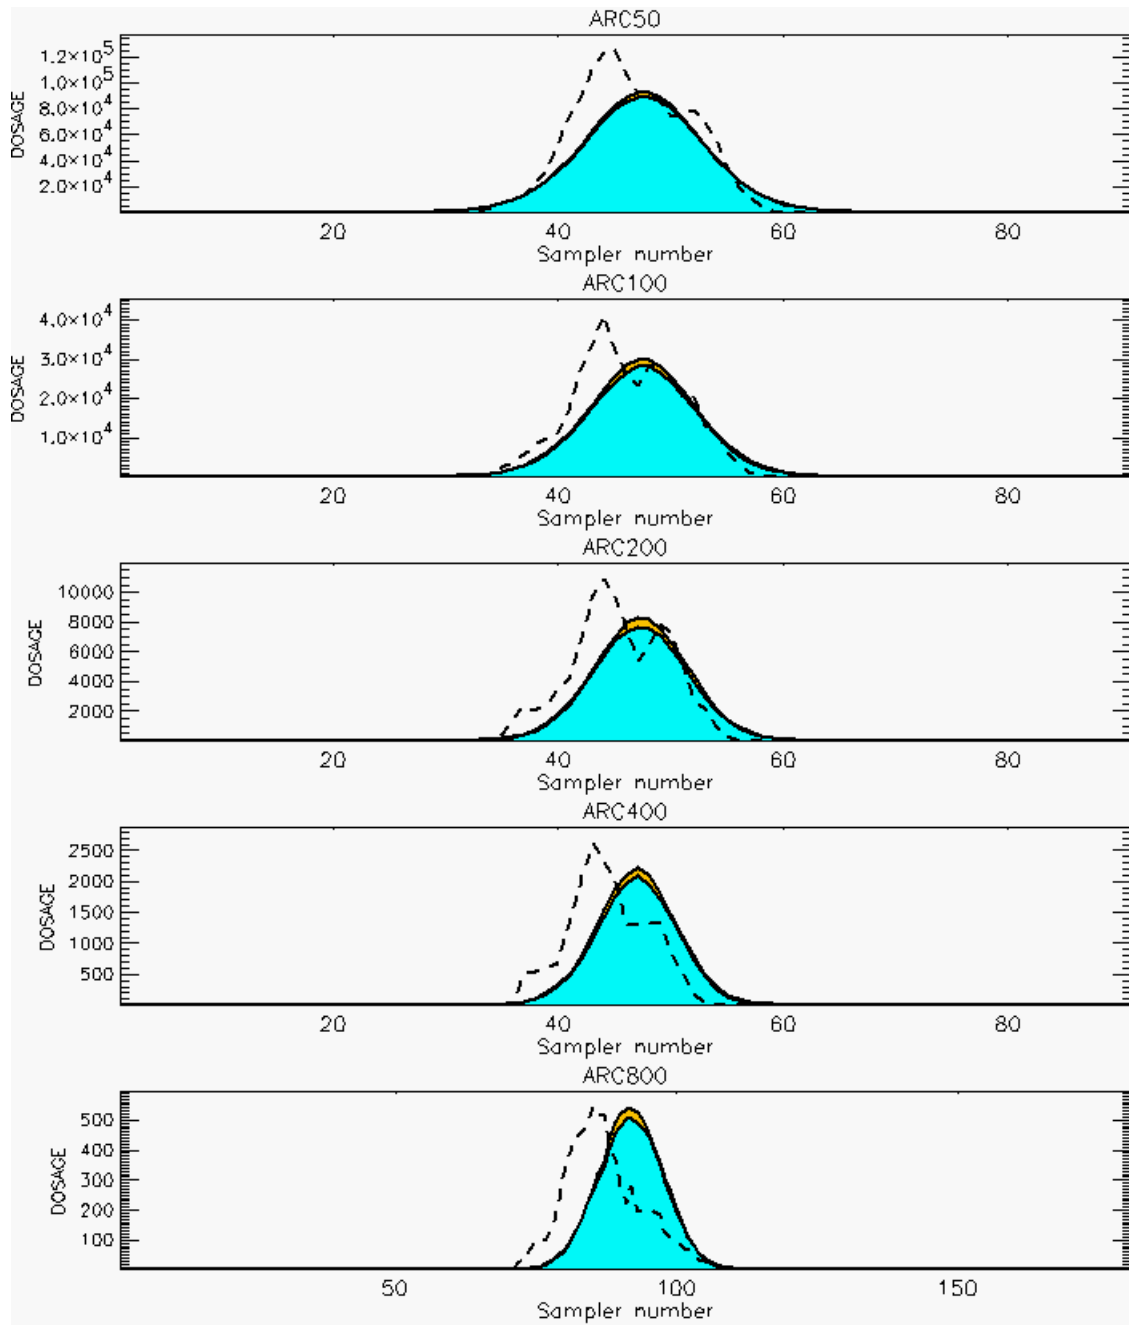 ARC50
1.2×10^5
1.0×10^5
8.0×10^4
6.0×10^4
4.0×10^4
2.0×10^4
DOSAGE
20 40 60 80
Sampler number
ARC100
4.0×10^4
3.0×10^4
2.0×10^4
1.0×10^4
DOSAGE
20 40 60 80
Sampler number
ARC200
10000
8000
6000
4000
2000
DOSAGE
20 40 60 80
Sampler number
ARC400
2500
2000
1500
1000
500
DOSAGE
20 40 60 80
Sampler number
ARC800
500
400
300
200
100
DOSAGE
50 100 150
Sampler number